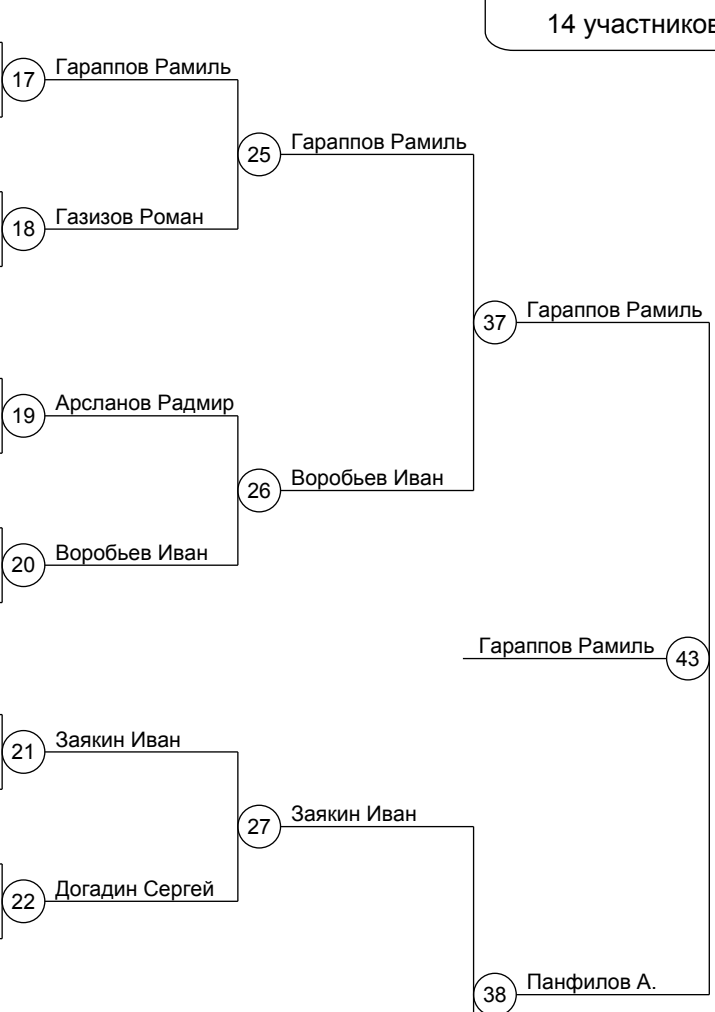 14 участников
17 Гараппов Рамиль
25 Гараппов Рамиль
18 Газизов Роман
37 Гараппов Рамиль
19 Арсланов Радмир
26 Воробьев Иван
20 Воробьев Иван
Гараппов Рамиль 43
21 Заякин Иван
27 Заякин Иван
22 Догадин Сергей
38 Панфилов А.